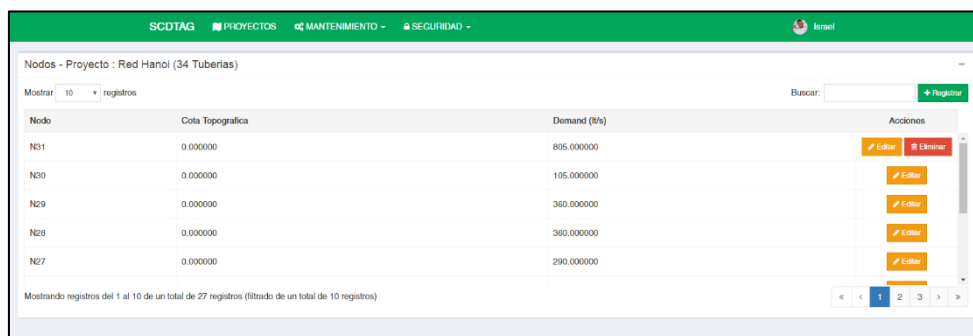 SCDTAG PROYECTOS MANTENIMIENTO SEGURIDAD Israel
Nodos - Proyecto : Red Hanoi (34 Tuberias)
Mostrar 10 registros Buscar: + Registrar
Nodo Cota Topografica Demand (lt/s) Acciones
N31 0.000000 805.000000 Editar Eliminar
N30 0.000000 105.000000 Editar
N29 0.000000 360.000000 Editar
N28 0.000000 360.000000 Editar
N27 0.000000 290.000000 Editar
Mostrando registros del 1 al 10 de un total de 27 registros (filtrado de un total de 10 registros) « ‹ 1 2 3 › »